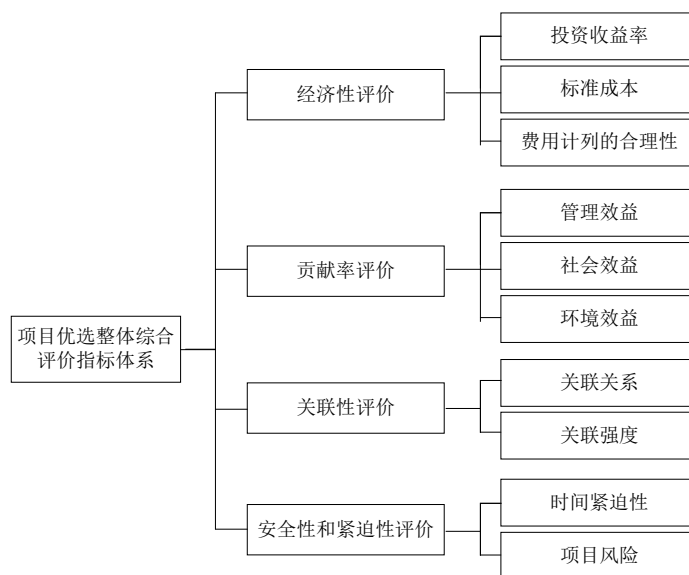 项目优选整体综合
评价指标体系
经济性评价
投资收益率
标准成本
费用计列的合理性
贡献率评价
管理效益
社会效益
环境效益
关联性评价
关联关系
关联强度
安全性和紧迫性评价
时间紧迫性
项目风险